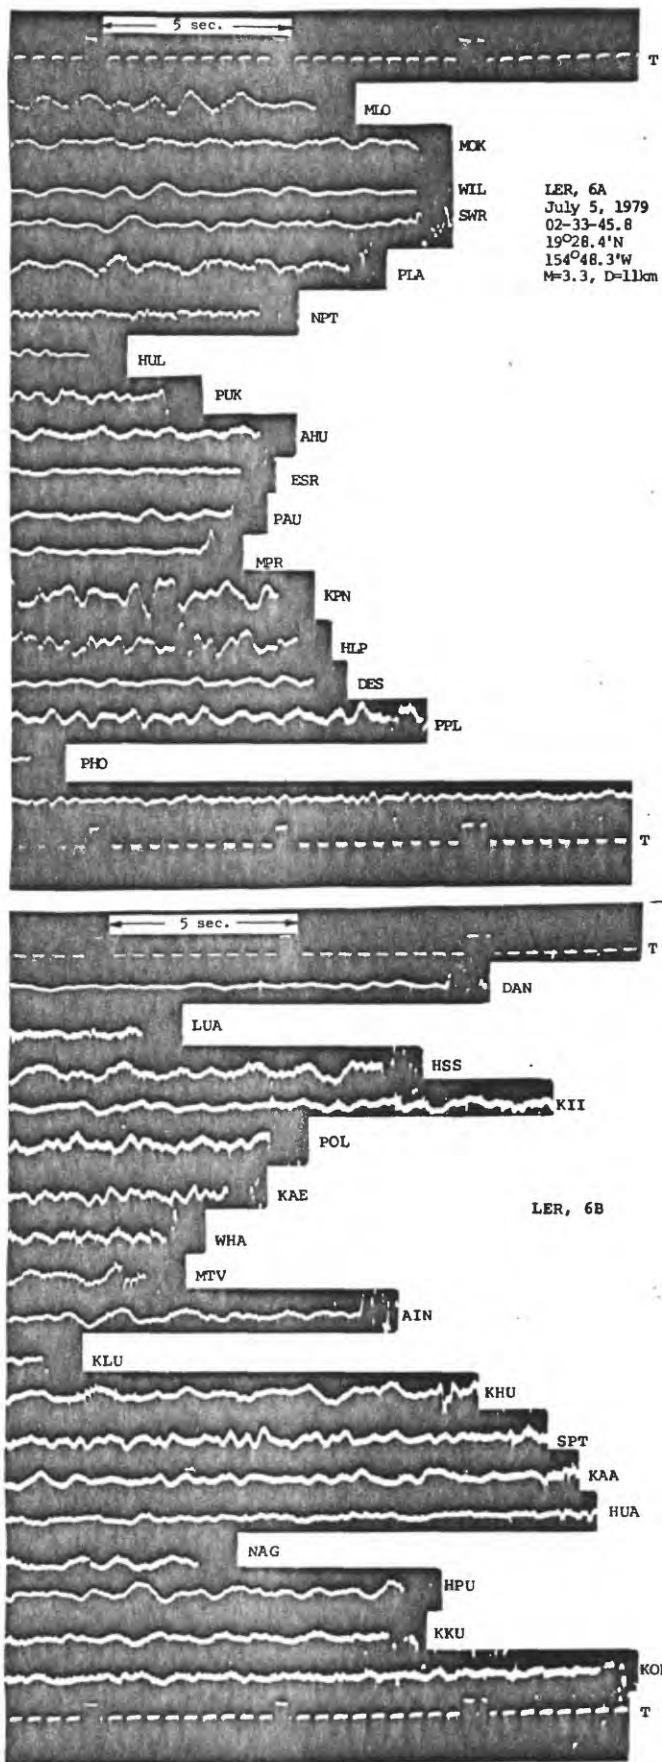 5 sec.
T
MLO
MOK
WIL
SWR
LER, 6A
July 5, 1979
02-33-45.8
19°28.4'N
154°48.3'W
M=3.3, D=11km
PLA
NPT
HUL
PUK
AHU
ESR
PAU
MPR
KPN
HLP
DES
PPL
PHO
T
5 sec.
T
DAN
LUA
HSS
KII
POL
KAE
LER, 6B
WHA
MTV
AIN
KLU
KHU
SPT
KAA
HUA
NAG
HPU
KKU
T